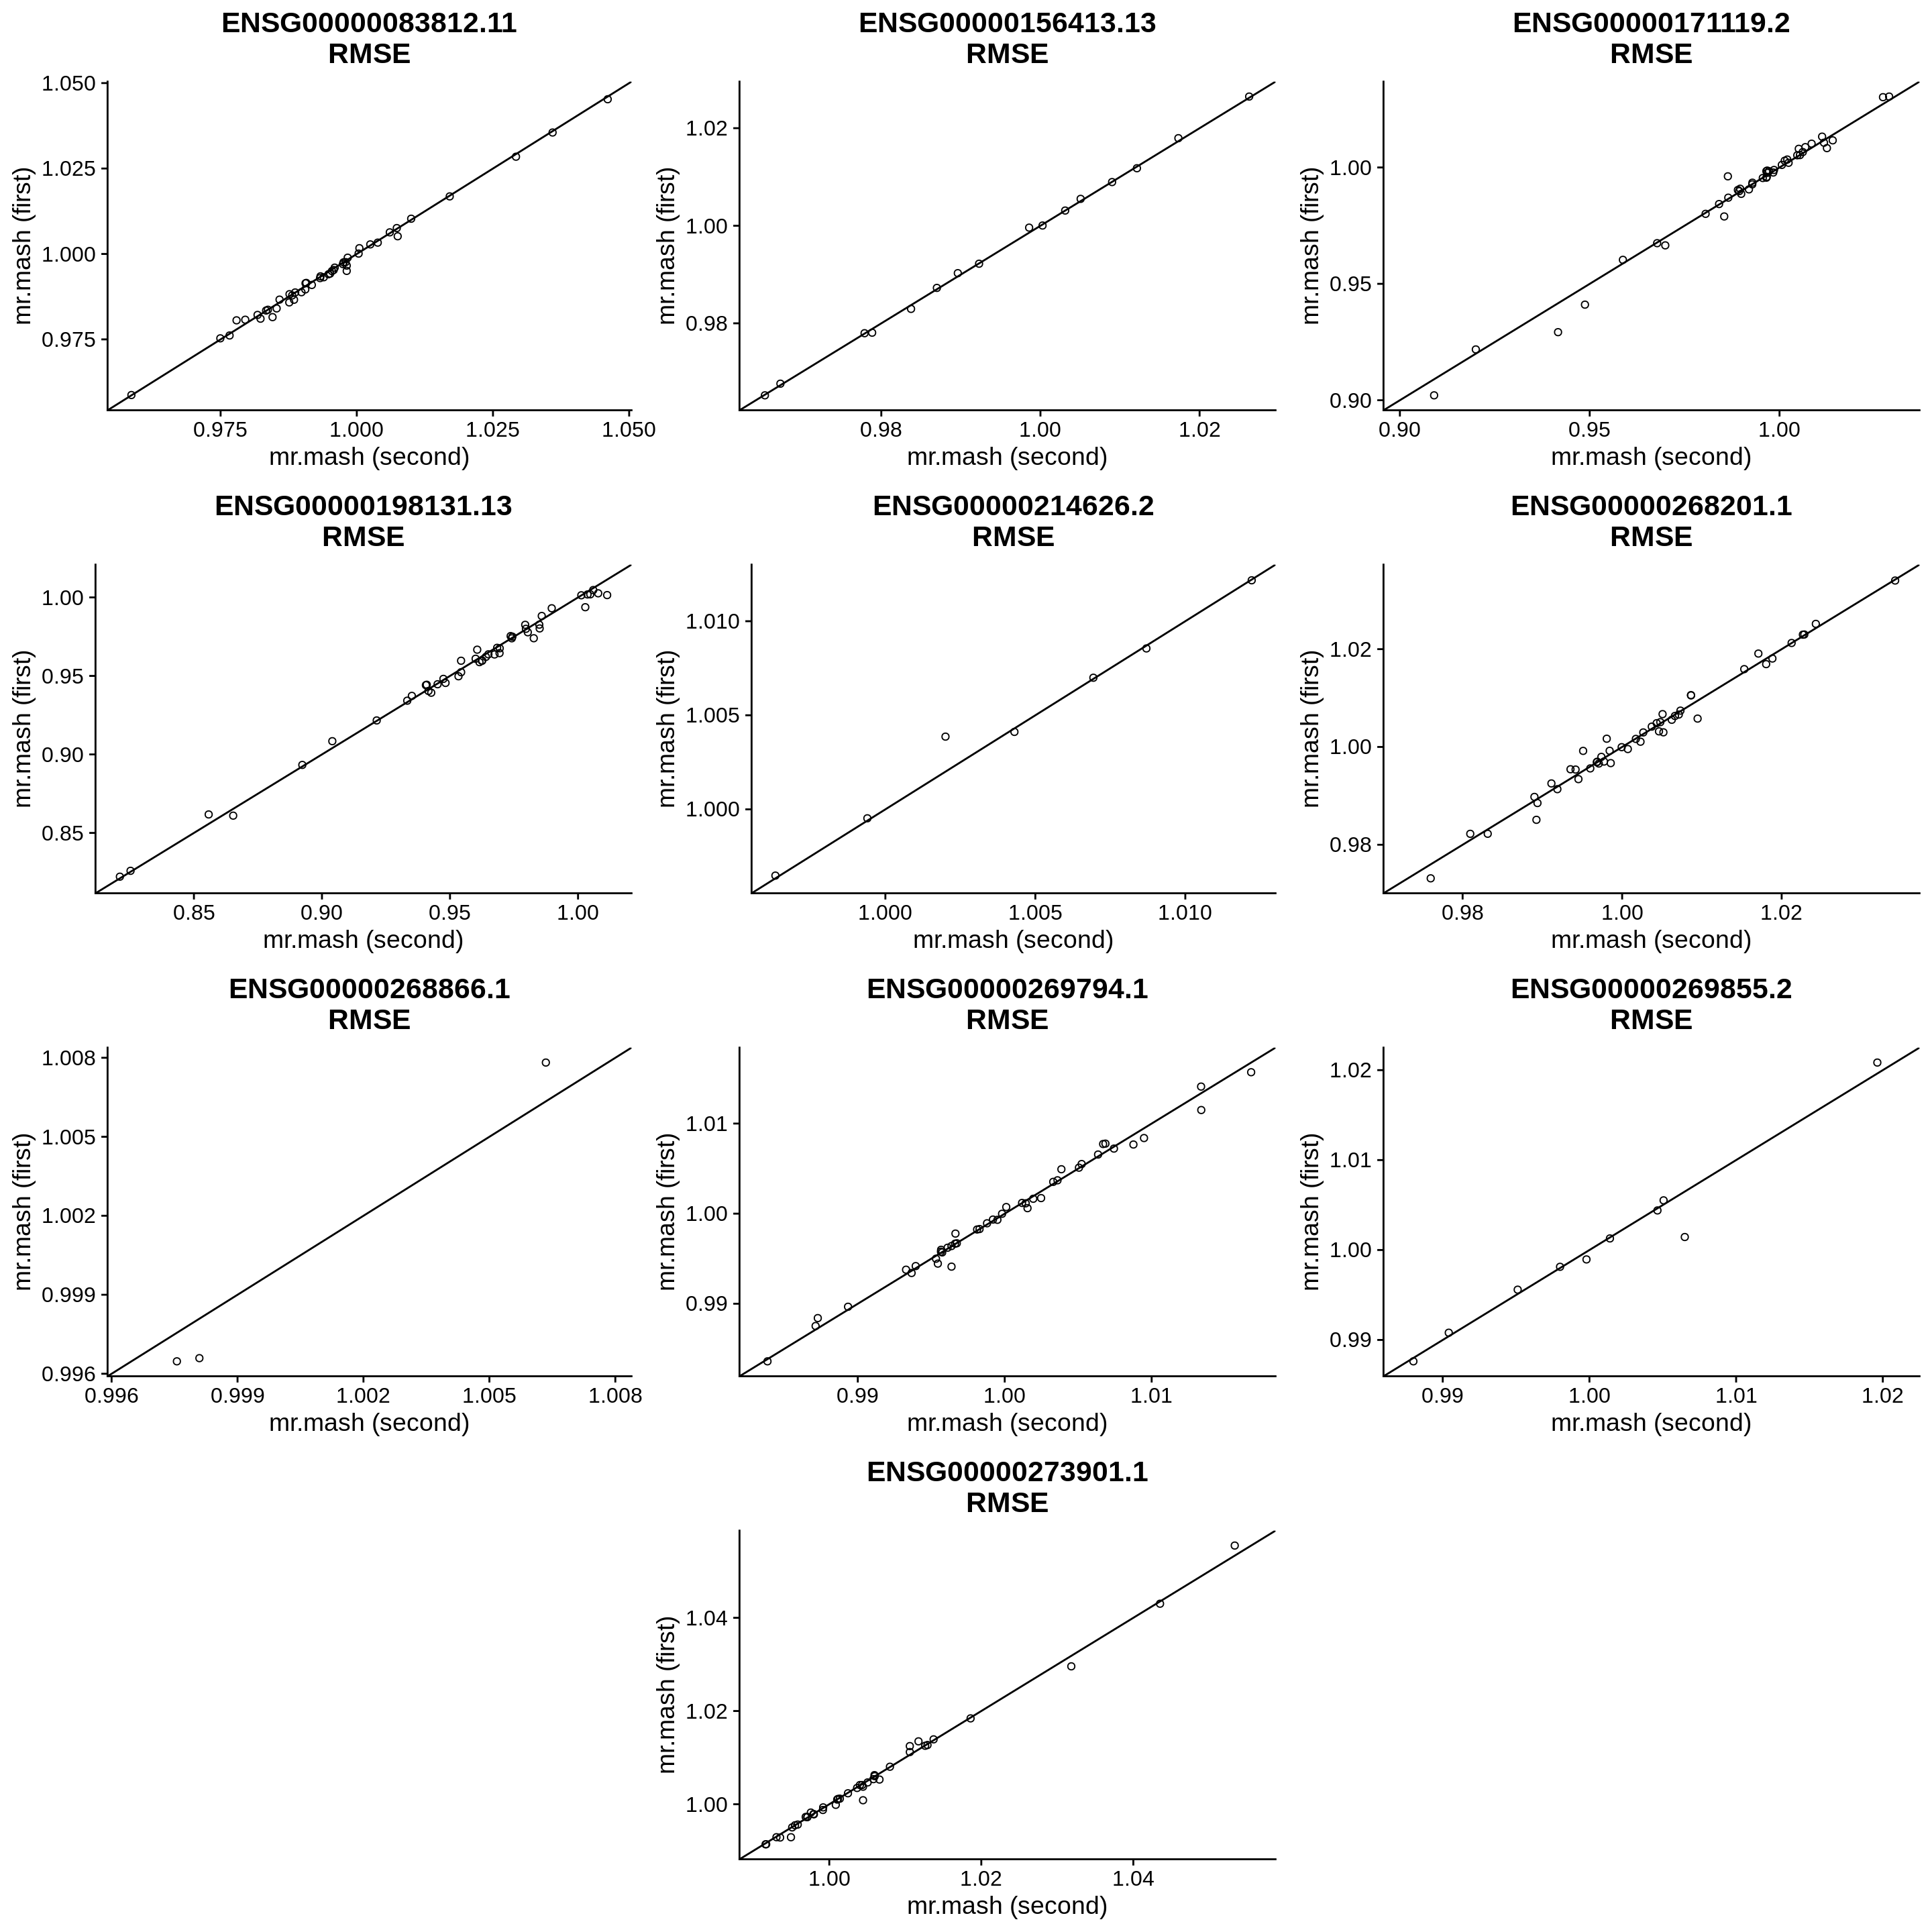 ENSG00000083812.11
RMSE
mr.mash (first)
1.050
1.025
1.000
0.975
0.975 1.000 1.025 1.050
mr.mash (second)
ENSG00000156413.13
RMSE
mr.mash (first)
1.02
1.00
0.98
0.98 1.00 1.02
mr.mash (second)
ENSG00000171119.2
RMSE
mr.mash (first)
1.00
0.95
0.90
0.90 0.95 1.00
mr.mash (second)
ENSG00000198131.13
RMSE
mr.mash (first)
1.00
0.95
0.90
0.85
0.85 0.90 0.95 1.00
mr.mash (second)
ENSG00000214626.2
RMSE
mr.mash (first)
1.010
1.005
1.000
1.000 1.005 1.010
mr.mash (second)
ENSG00000268201.1
RMSE
mr.mash (first)
1.02
1.00
0.98
0.98 1.00 1.02
mr.mash (second)
ENSG00000268866.1
RMSE
mr.mash (first)
1.008
1.005
1.002
0.999
0.996
0.996 0.999 1.002 1.005 1.008
mr.mash (second)
ENSG00000269794.1
RMSE
mr.mash (first)
1.01
1.00
0.99
0.99 1.00 1.01
mr.mash (second)
ENSG00000269855.2
RMSE
mr.mash (first)
1.02
1.01
1.00
0.99
0.99 1.00 1.01 1.02
mr.mash (second)
ENSG00000273901.1
RMSE
mr.mash (first)
1.04
1.02
1.00
1.00 1.02 1.04
mr.mash (second)